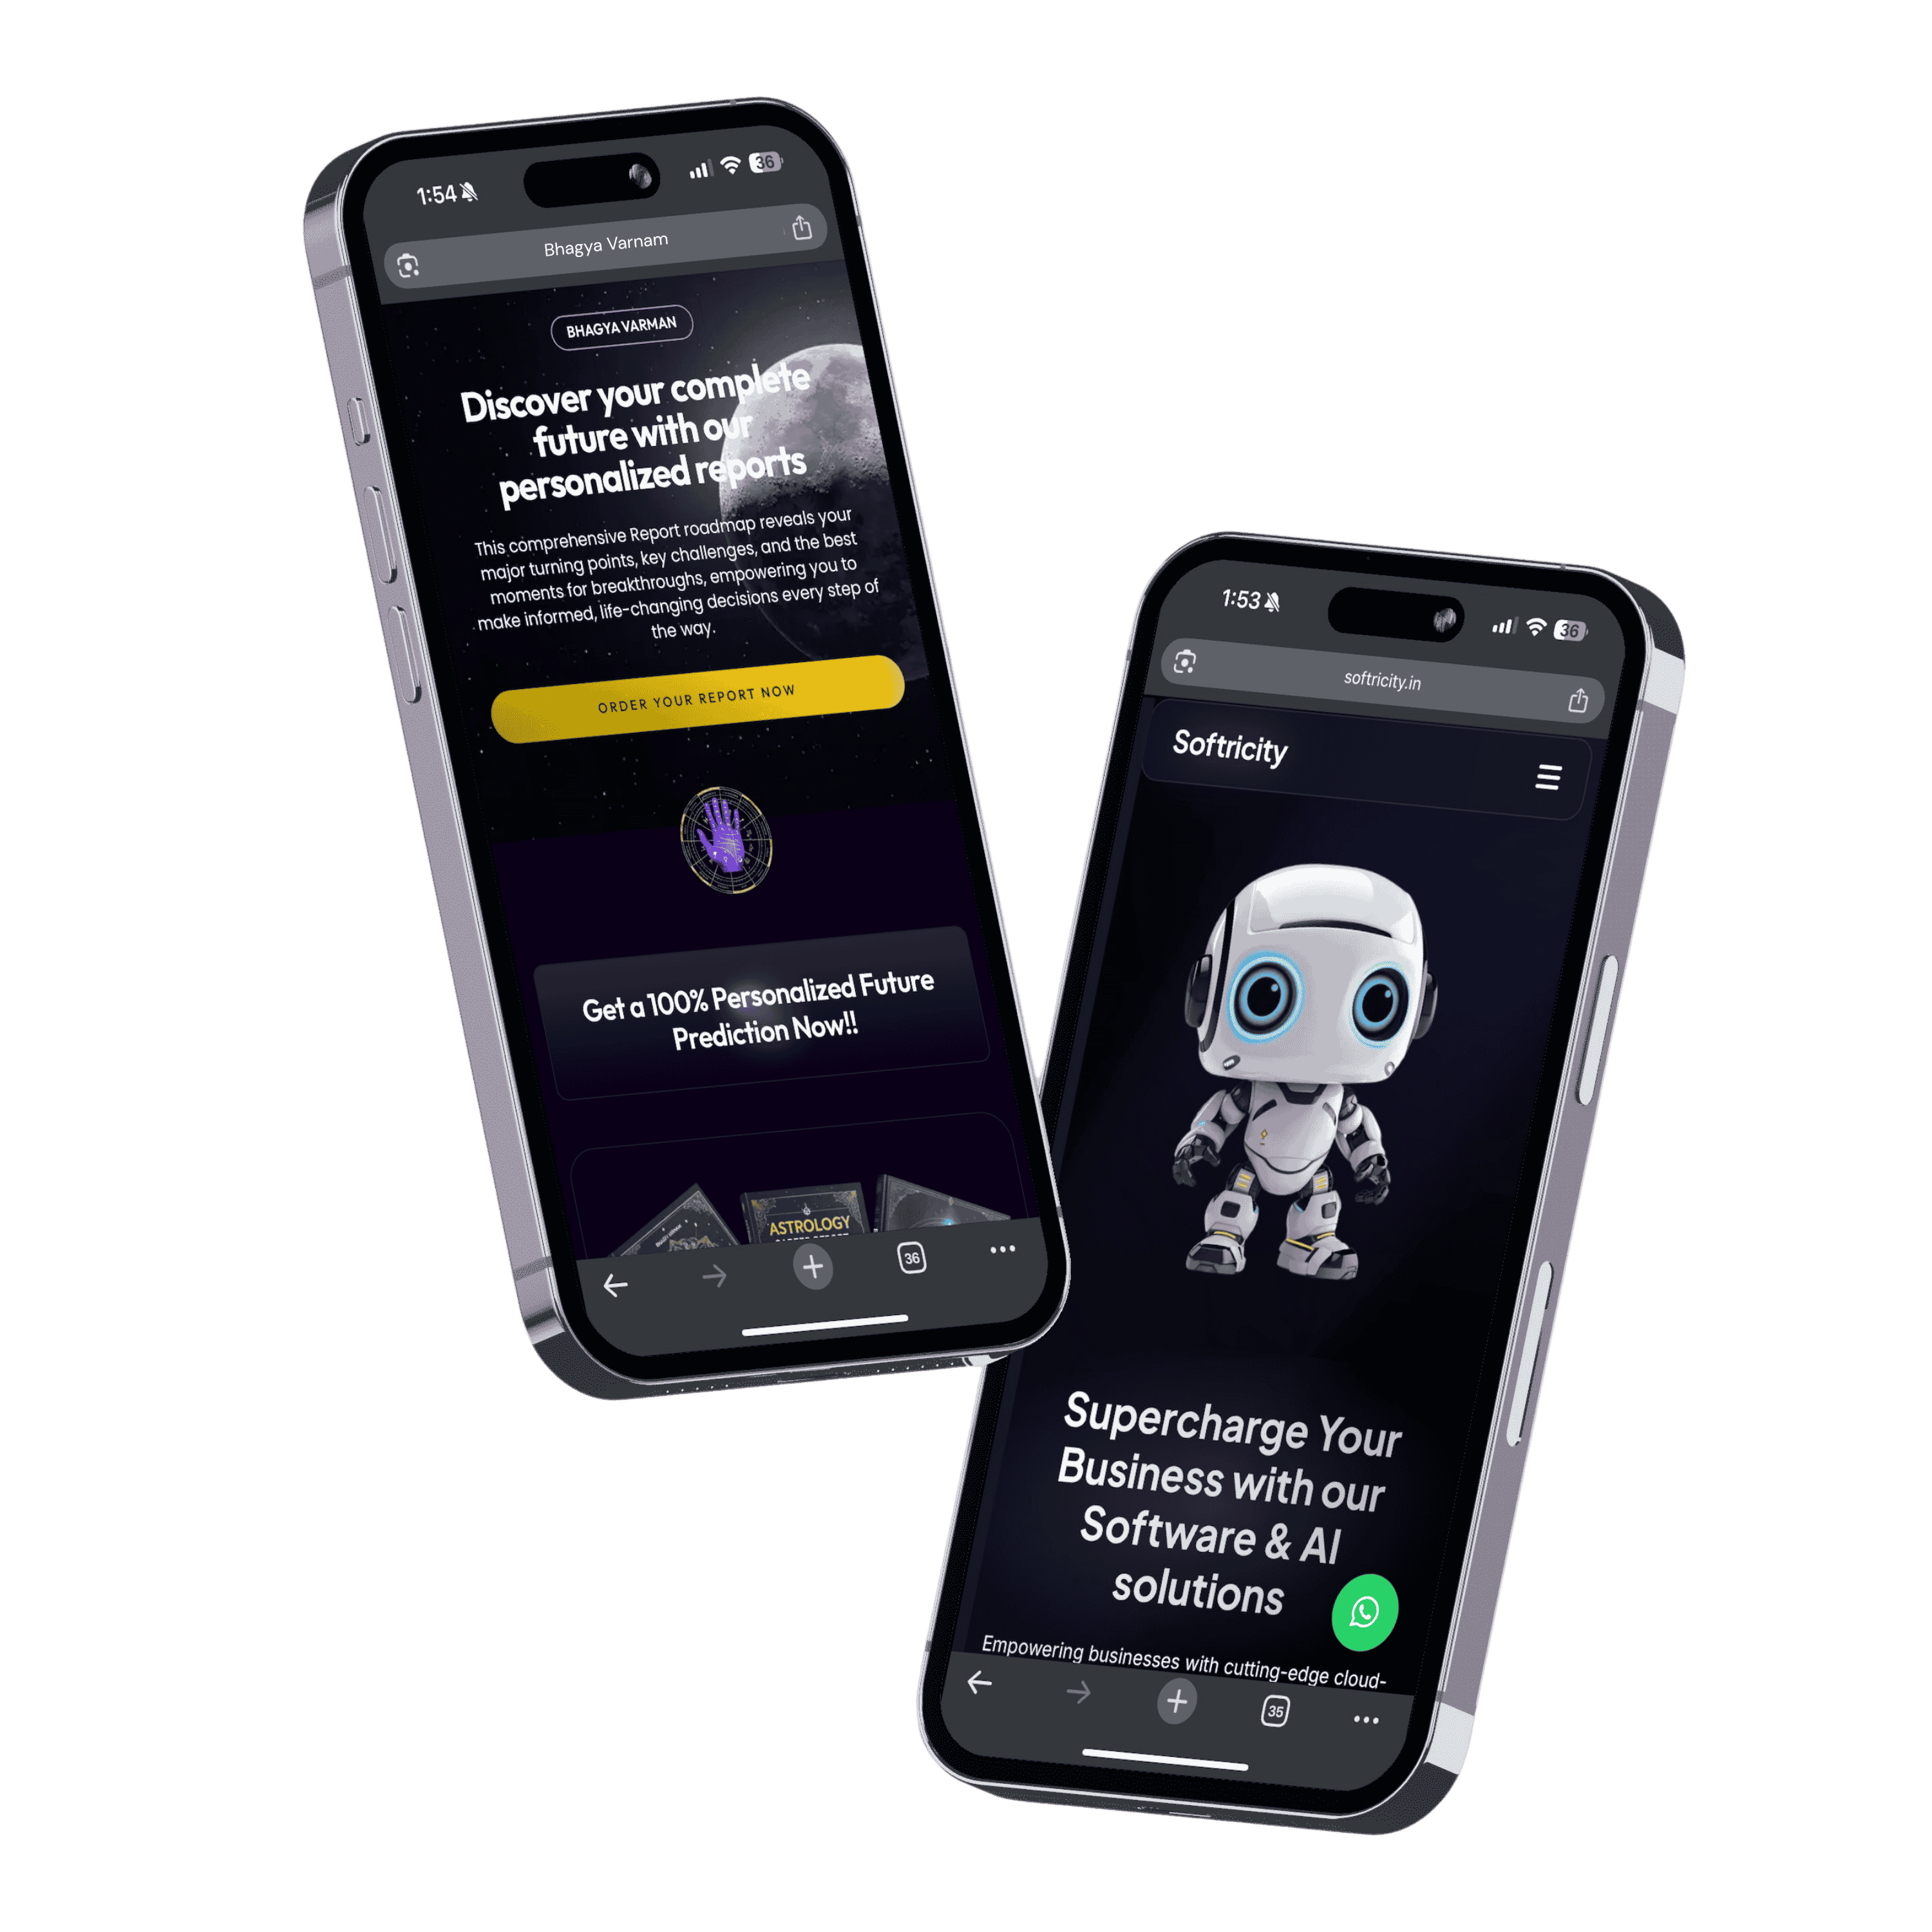 1:54
36
Bhagya Varnam
BHAGYA VARMAN
Discover your complete
future with our
personalized reports
This comprehensive Report roadmap reveals your
major turning points, key challenges, and the best
moments for breakthroughs, empowering you to
make informed, life-changing decisions every step of
the way.
ORDER YOUR REPORT NOW
Get a 100% Personalized Future
Prediction Now!!
ASTROLOGY
36
1:53
36
softricity.in
Softricity
Supercharge Your
Business with our
Software & AI
solutions
Empowering businesses with cutting-edge cloud-
35